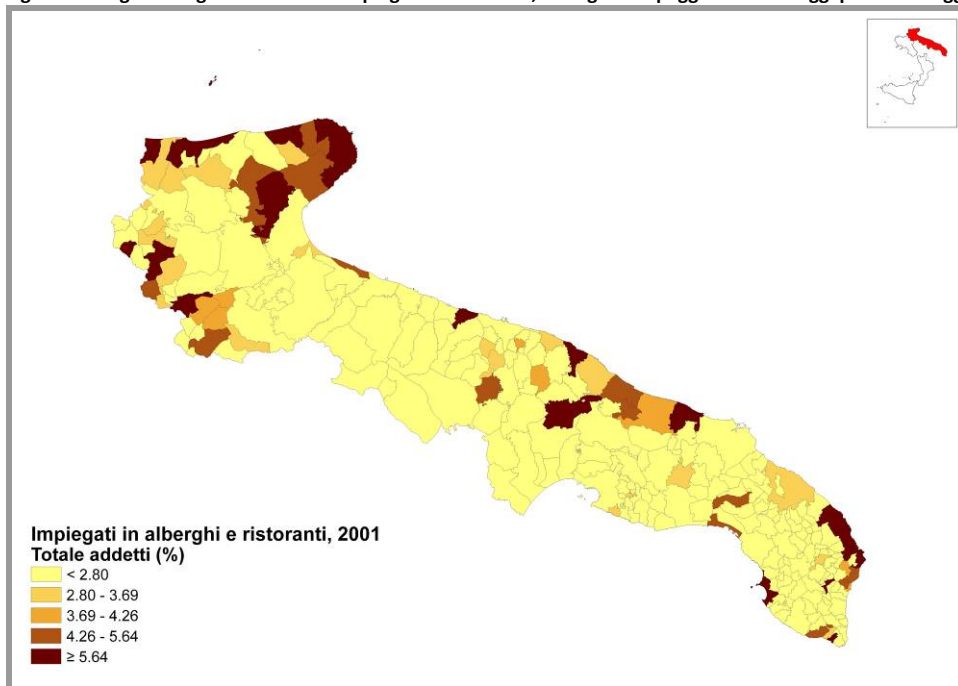 Impiegati in alberghi e ristoranti, 2001
Totale addetti (%)
< 2.80
2.80 - 3.69
3.69 - 4.26
4.26 - 5.64
≥ 5.64